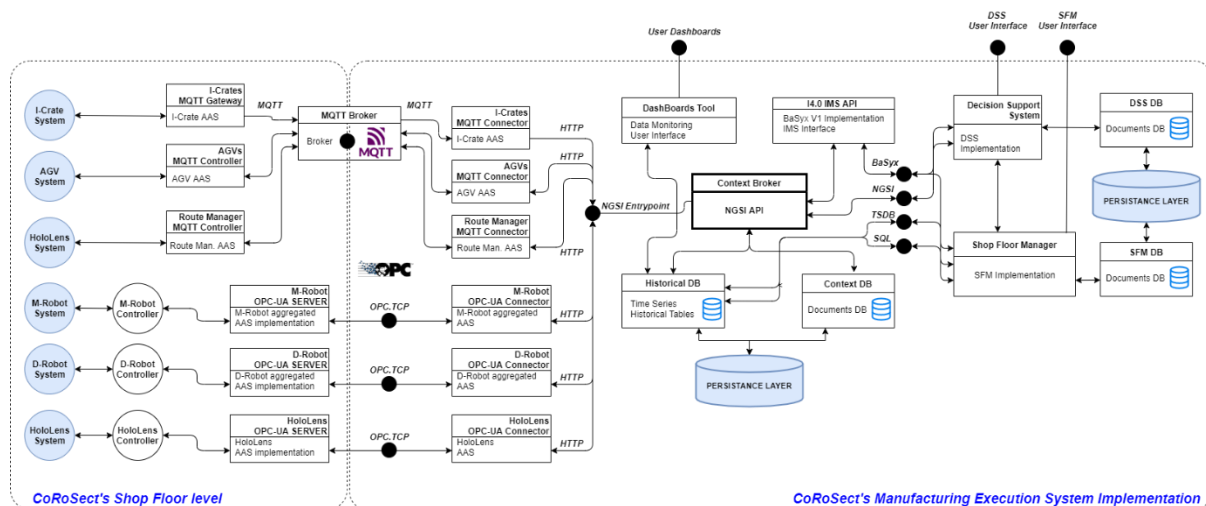 DSS
User Interface
SFM
User Interface
User Dashboards
I-Crate
System
I-Crates
MQTT Gateway
I-Crate AAS
MQTT
MQTT Broker
Broker
MQTT
MQTT
I-Crates
MQTT Connector
I-Crate AAS
HTTP
DashBoards Tool
Data Monitoring
User Interface
I4.0 IMS API
BaSyx V1 Implementation
IMS Interface
Decision Support
System
DSS
Implementation
DSS DB
Documents DB
AGV
System
AGVs
MQTT Controller
AGV AAS
AGVs
MQTT Connector
AGV AAS
HTTP
BaSyx
NGSI
TSDB
SQL
PERSISTANCE LAYER
Context Broker
NGSI API
NGSI Entrypoint
HoloLens
System
Route Manager
MQTT Controller
Route Man. AAS
Route Manager
MQTT Connector
Route Man. AAS
HTTP
Shop Floor Manager
SFM Implementation
SFM DB
Documents DB
OPC
M-Robot
System
M-Robot
Controller
M-Robot
OPC-UA SERVER
M-Robot aggregated
AAS implementation
OPC.TCP
M-Robot
OPC-UA Connector
M-Robot aggregated
AAS
HTTP
Historical DB
Time Series
Historical Tables
Context DB
Documents DB
D-Robot
System
D-Robot
Controller
D-Robot
OPC-UA SERVER
D-Robot aggregated
AAS implementation
OPC.TCP
D-Robot
OPC-UA Connector
D-Robot aggregated
AAS
HTTP
PERSISTANCE LAYER
HoloLens
System
HoloLens
Controller
HoloLens
OPC-UA SERVER
HoloLens
AAS implementation
OPC.TCP
HoloLens
OPC-UA Connector
HoloLens
AAS
HTTP
CoRoSect's Shop Floor level
CoRoSect's Manufacturing Execution System Implementation